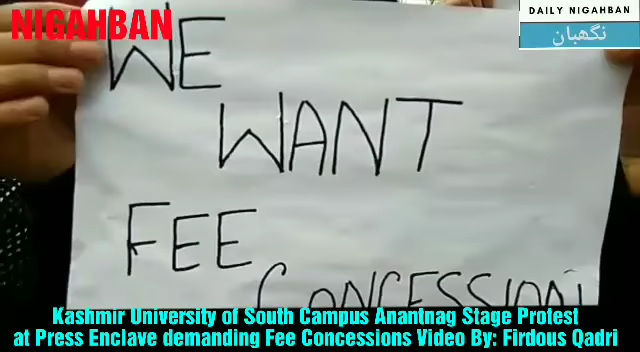 NIGAHBAN
DAILY NIGAHBAN
نگهبان
WE
WANT
FEE
CONCESSION
Kashmir University of South Campus Anantnag Stage Protest
at Press Enclave demanding Fee Concessions Video By: Firdous Qadri